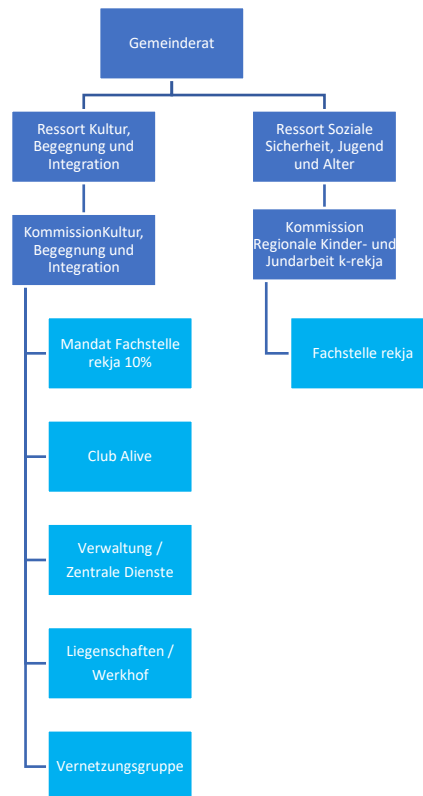 Gemeinderat
Ressort Kultur,
Begegnung und
Integration
Ressort Soziale
Sicherheit, Jugend
und Alter
KommissionKultur,
Begegnung und
Integration
Kommission
Regionale Kinder- und
Jundarbeit k-rekja
Mandat Fachstelle
rekja 10%
Fachstelle rekja
Club Alive
Verwaltung /
Zentrale Dienste
Liegenschaften /
Werkhof
Vernetzungsgruppe